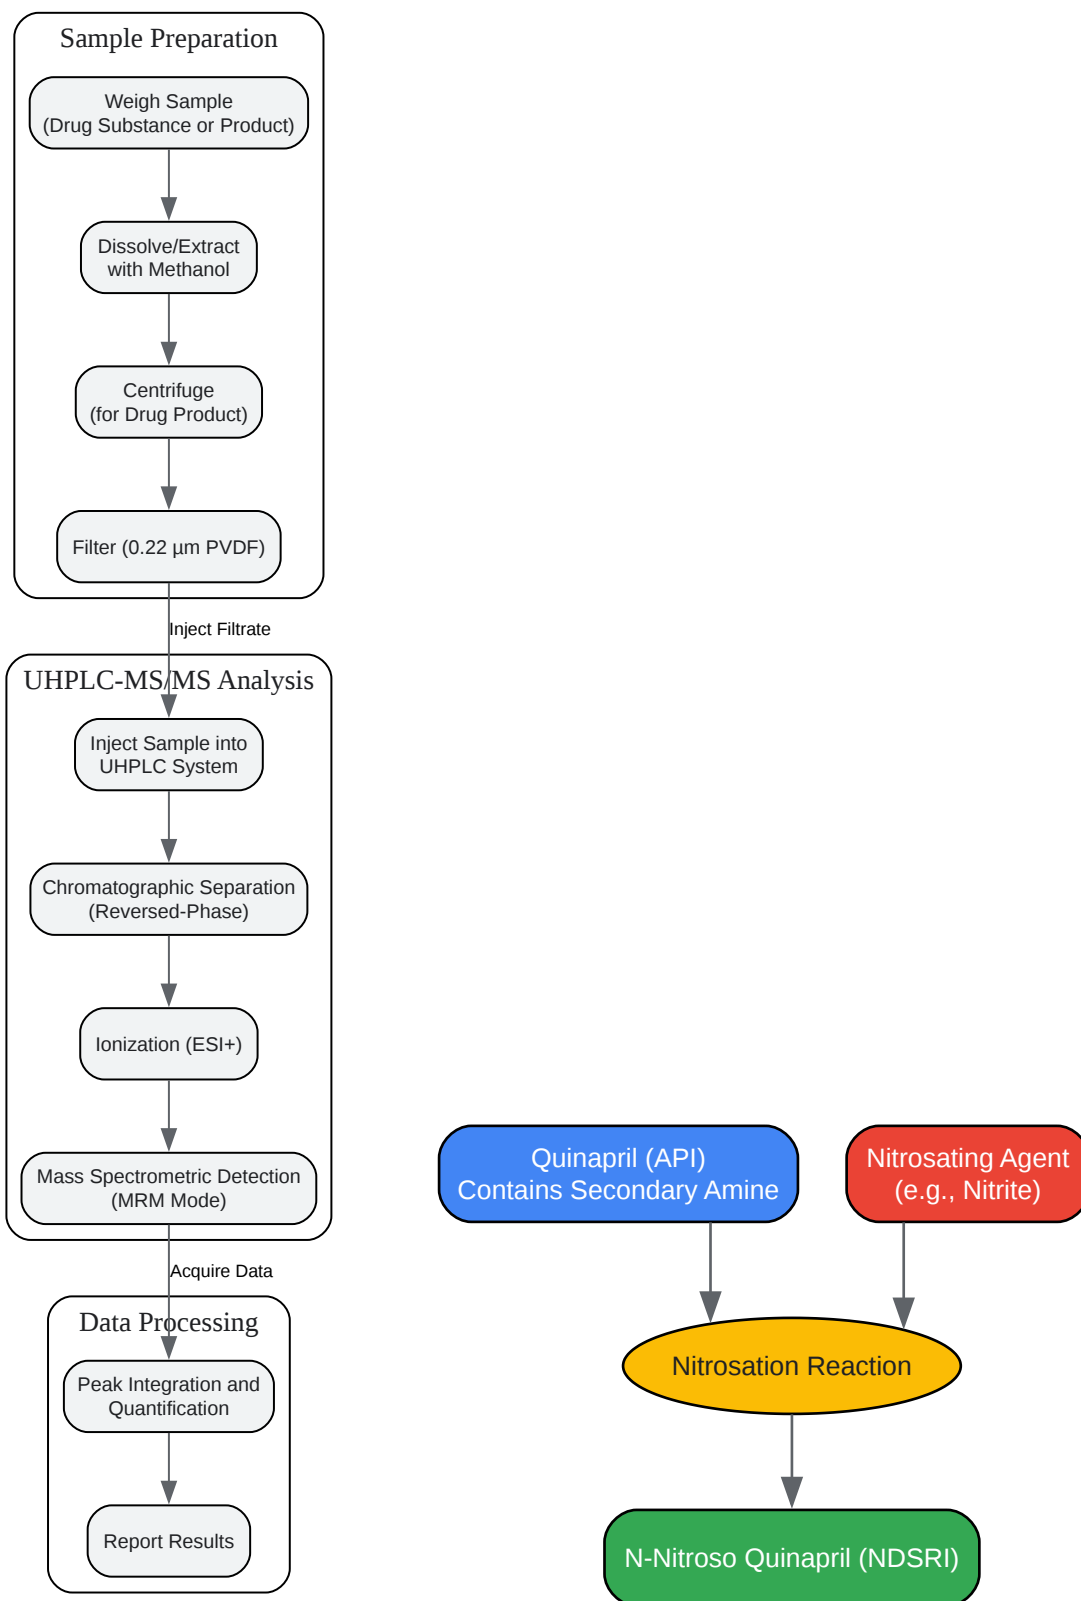 Sample Preparation
Weigh Sample
(Drug Substance or Product)
Dissolve/Extract
with Methanol
Centrifuge
(for Drug Product)
Filter (0.22 µm PVDF)
Inject Filtrate
UHPLC-MS/MS Analysis
Inject Sample into
UHPLC System
Chromatographic Separation
(Reversed-Phase)
Ionization (ESI+)
Mass Spectrometric Detection
(MRM Mode)
Acquire Data
Data Processing
Peak Integration and
Quantification
Report Results
Quinapril (API)
Contains Secondary Amine
Nitrosating Agent
(e.g., Nitrite)
Nitrosation Reaction
N-Nitroso Quinapril (NDSRI)